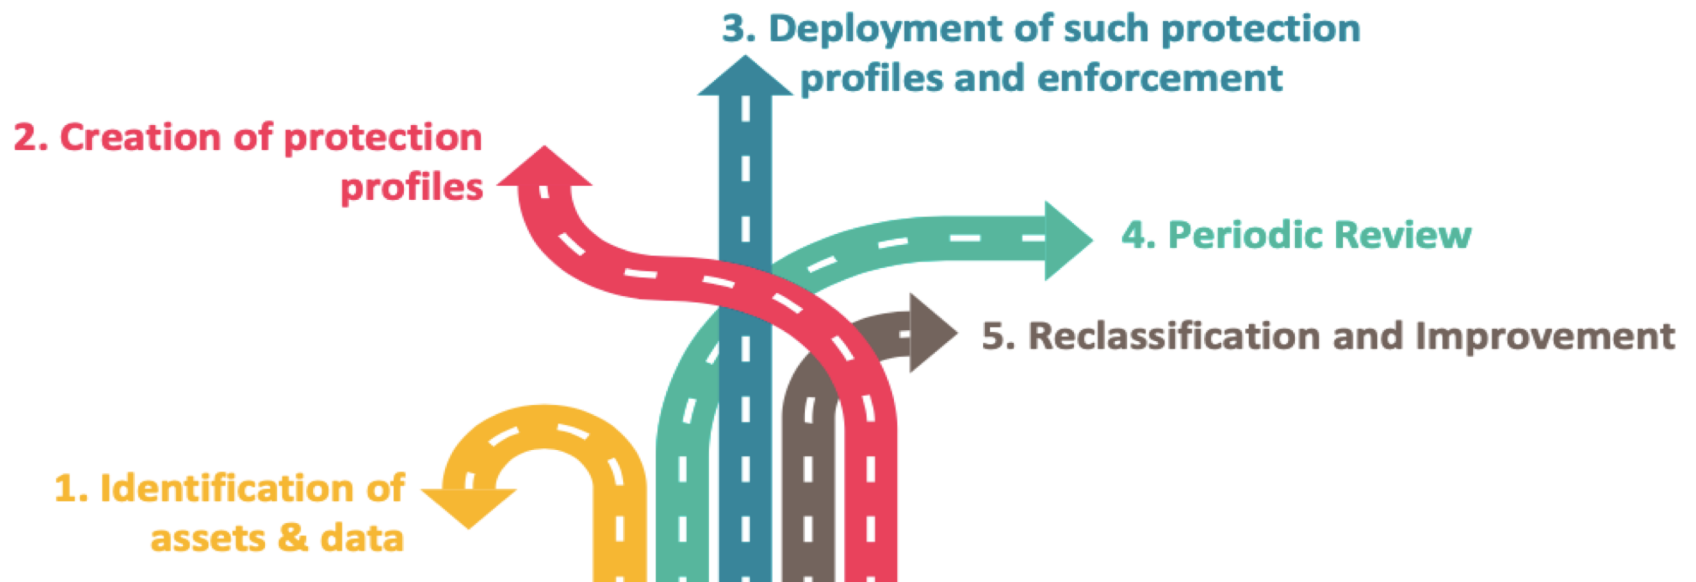 1. Identification of
assets & data
2. Creation of protection
profiles
3. Deployment of such protection
profiles and enforcement
4. Periodic Review
5. Reclassification and Improvement